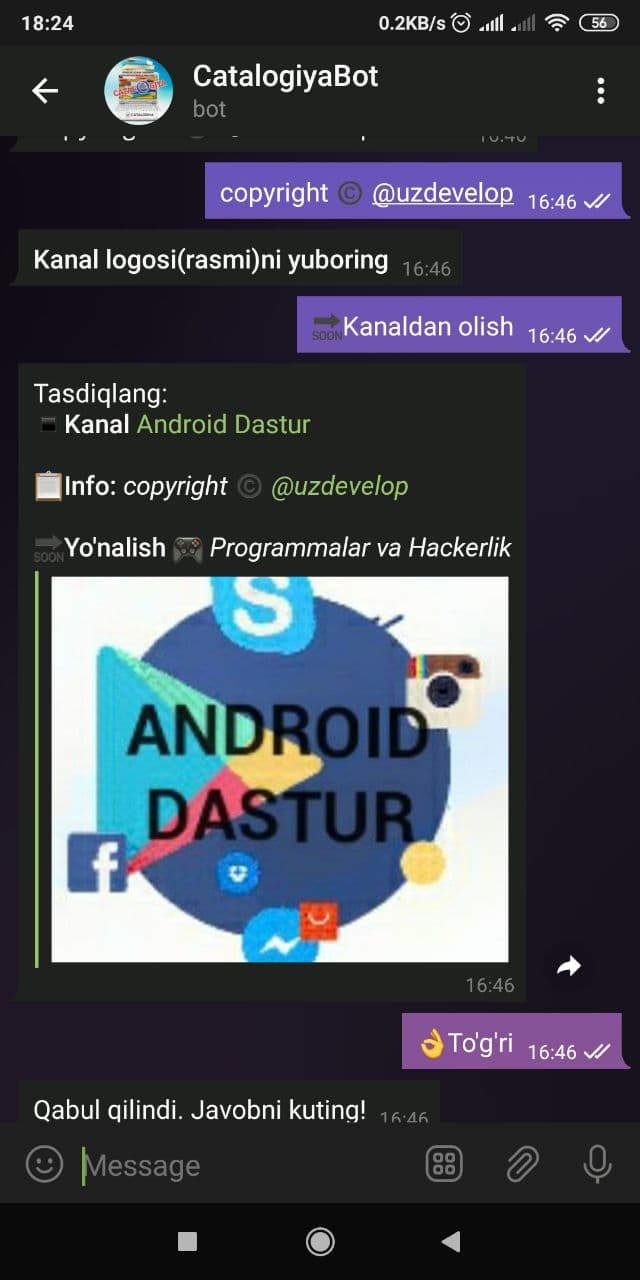 18:24
0.2KB/s
56
CatalogiyaBot
bot
16:46
copyright © @uzdevelop 16:46
Kanal logosi(rasmi)ni yuboring 16:46
SOON Kanaldan olish 16:46
Tasdiqlang:
Kanal Android Dastur
📋Info: copyright © @uzdevelop
SOON Yo'nalish 🎮 Programmalar va Hackerlik
S
ANDROID
DASTUR
f
16:46
👌To'g'ri 16:46
Qabul qilindi. Javobni kuting! 16:46
Message